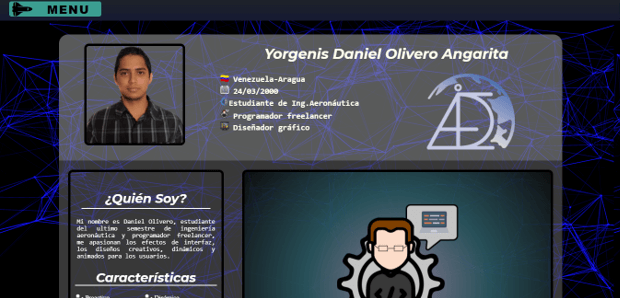 MENU
Yorgenis Daniel Olivero Angarita
Venezuela-Aragua
24/03/2000
Estudiante de Ing.Aeronáutica
Programador freelancer
Diseñador gráfico
¿Quién Soy?
Mi nombre es Daniel Olivero, estudiante
del ultimo semestre de ingeniería
aeronáutica y programador freelancer,
me apasionan los efectos de interfaz,
los diseños creativos, dinámicos y
animados para los usuarios.
Características